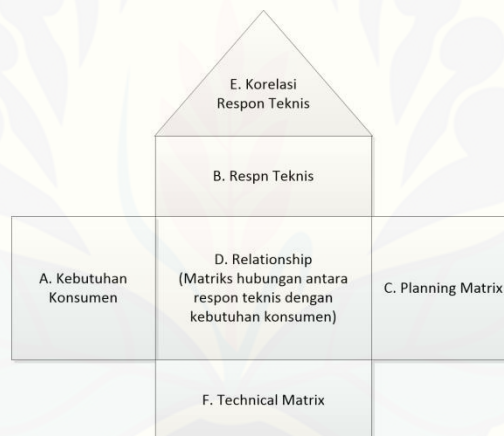 E. Korelasi
Respon Teknis
B. Respn Teknis
A. Kebutuhan
Konsumen
D. Relationship
(Matriks hubungan antara
respon teknis dengan
kebutuhan konsumen)
C. Planning Matrix
F. Technical Matrix